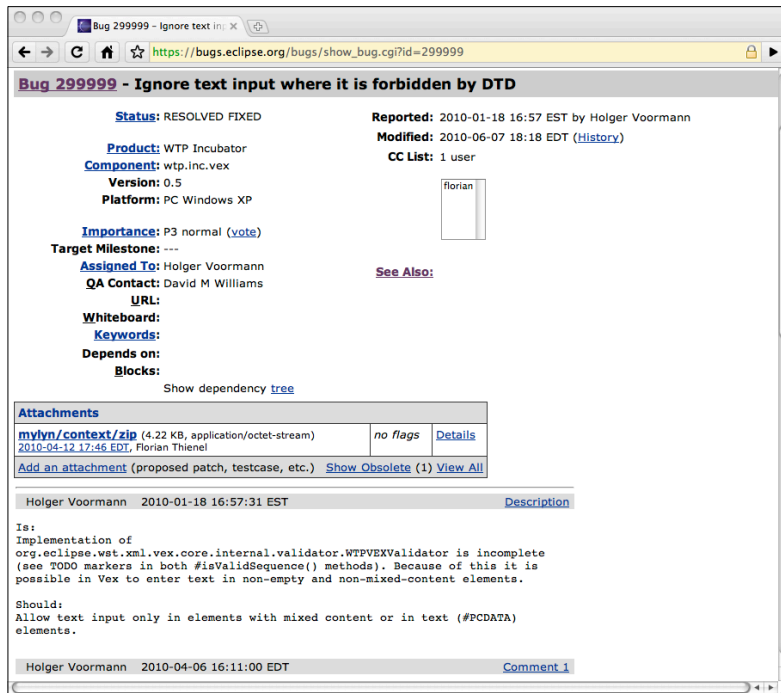 Bug 299999 – Ignore text inp
https://bugs.eclipse.org/bugs/show_bug.cgi?id=299999
Bug 299999 - Ignore text input where it is forbidden by DTD
Status: RESOLVED FIXED
Product: WTP Incubator
Component: wtp.inc.vex
Version: 0.5
Platform: PC Windows XP
Importance: P3 normal (vote)
Target Milestone: ---
Assigned To: Holger Voormann
QA Contact: David M Williams
URL:
Whiteboard:
Keywords:
Depends on:
Blocks:
Show dependency tree
Reported: 2010-01-18 16:57 EST by Holger Voormann
Modified: 2010-06-07 18:18 EDT (History)
CC List: 1 user
florian
See Also:
Attachments
mylyn/context/zip (4.22 KB, application/octet-stream) no flags Details
2010-04-12 17:46 EDT, Florian Thienel
Add an attachment (proposed patch, testcase, etc.) Show Obsolete (1) View All
Holger Voormann 2010-01-18 16:57:31 EST Description
Is:
Implementation of
org.eclipse.wst.xml.vex.core.internal.validator.WTPVEXValidator is incomplete
(see TODO markers in both #isValidSequence() methods). Because of this it is
possible in Vex to enter text in non-empty and non-mixed-content elements.
Should:
Allow text input only in elements with mixed content or in text (#PCDATA)
elements.
Holger Voormann 2010-04-06 16:11:00 EDT Comment 1